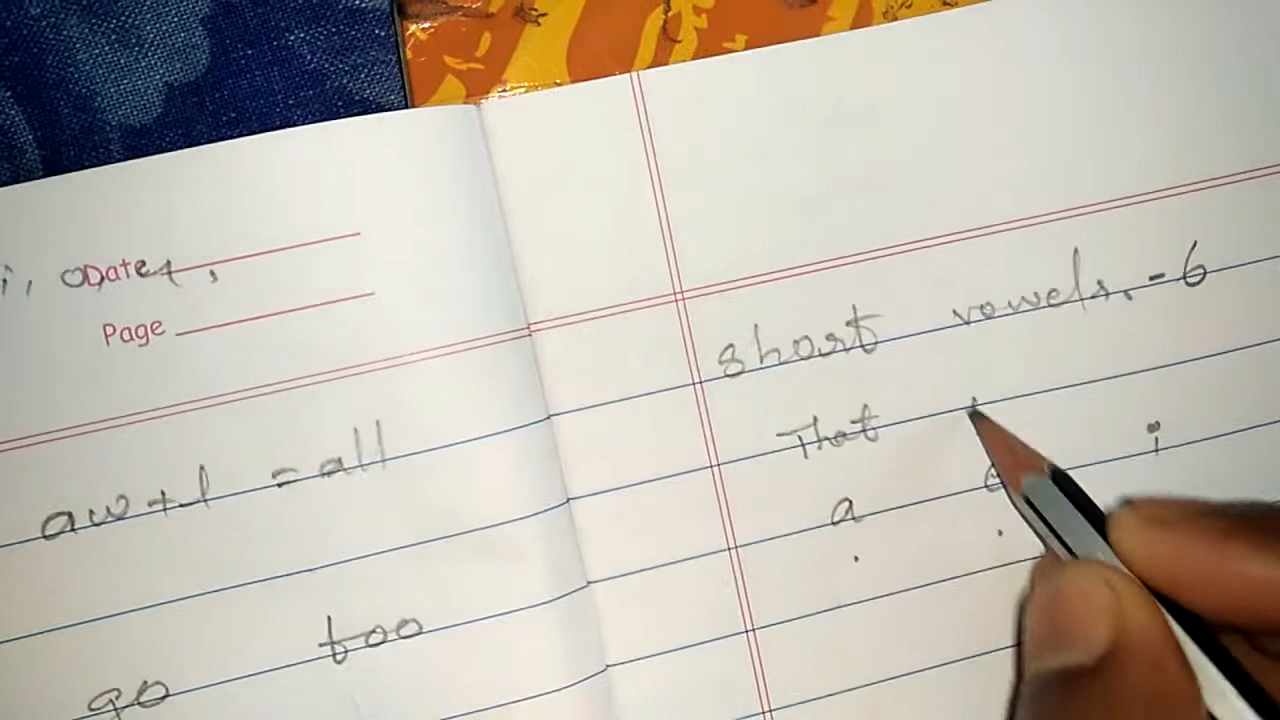 Date
Page
aw+l =all
go too
short vowels.-6
That
a e i